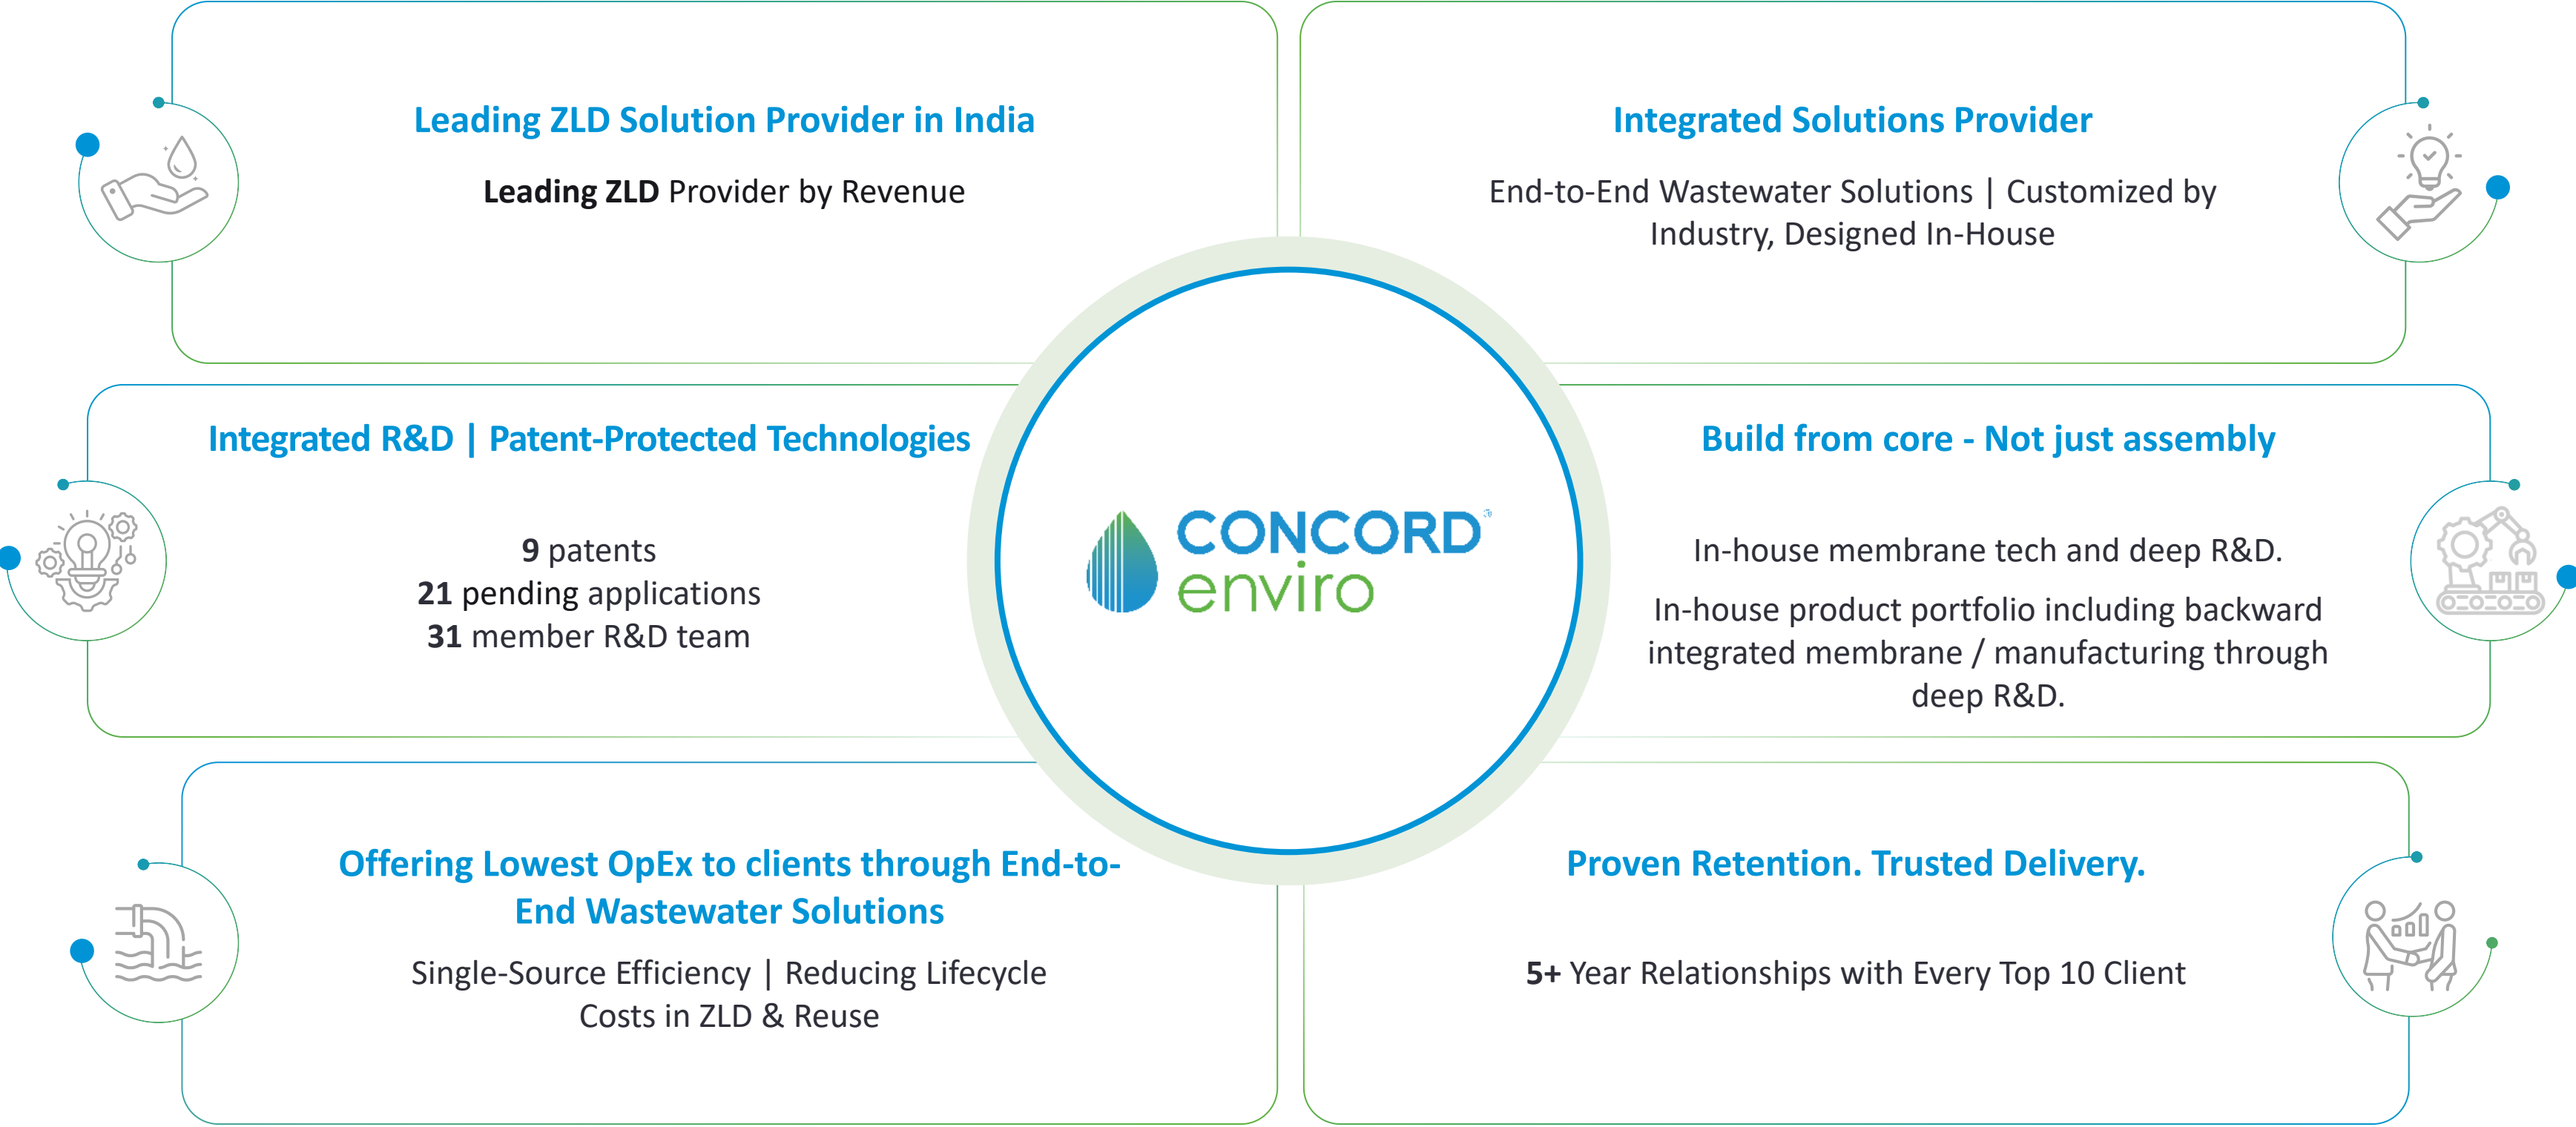 Leading ZLD Solution Provider in India
Leading ZLD Provider by Revenue
Integrated Solutions Provider
End-to-End Wastewater Solutions | Customized by
Industry, Designed In-House
Integrated R&D | Patent-Protected Technologies
9 patents
21 pending applications
31 member R&D team
CONCORD
enviro
Build from core - Not just assembly
In-house membrane tech and deep R&D.
In-house product portfolio including backward
integrated membrane / manufacturing through
deep R&D.
Offering Lowest OpEx to clients through End-to-
End Wastewater Solutions
Single-Source Efficiency | Reducing Lifecycle
Costs in ZLD & Reuse
Proven Retention. Trusted Delivery.
5+ Year Relationships with Every Top 10 Client